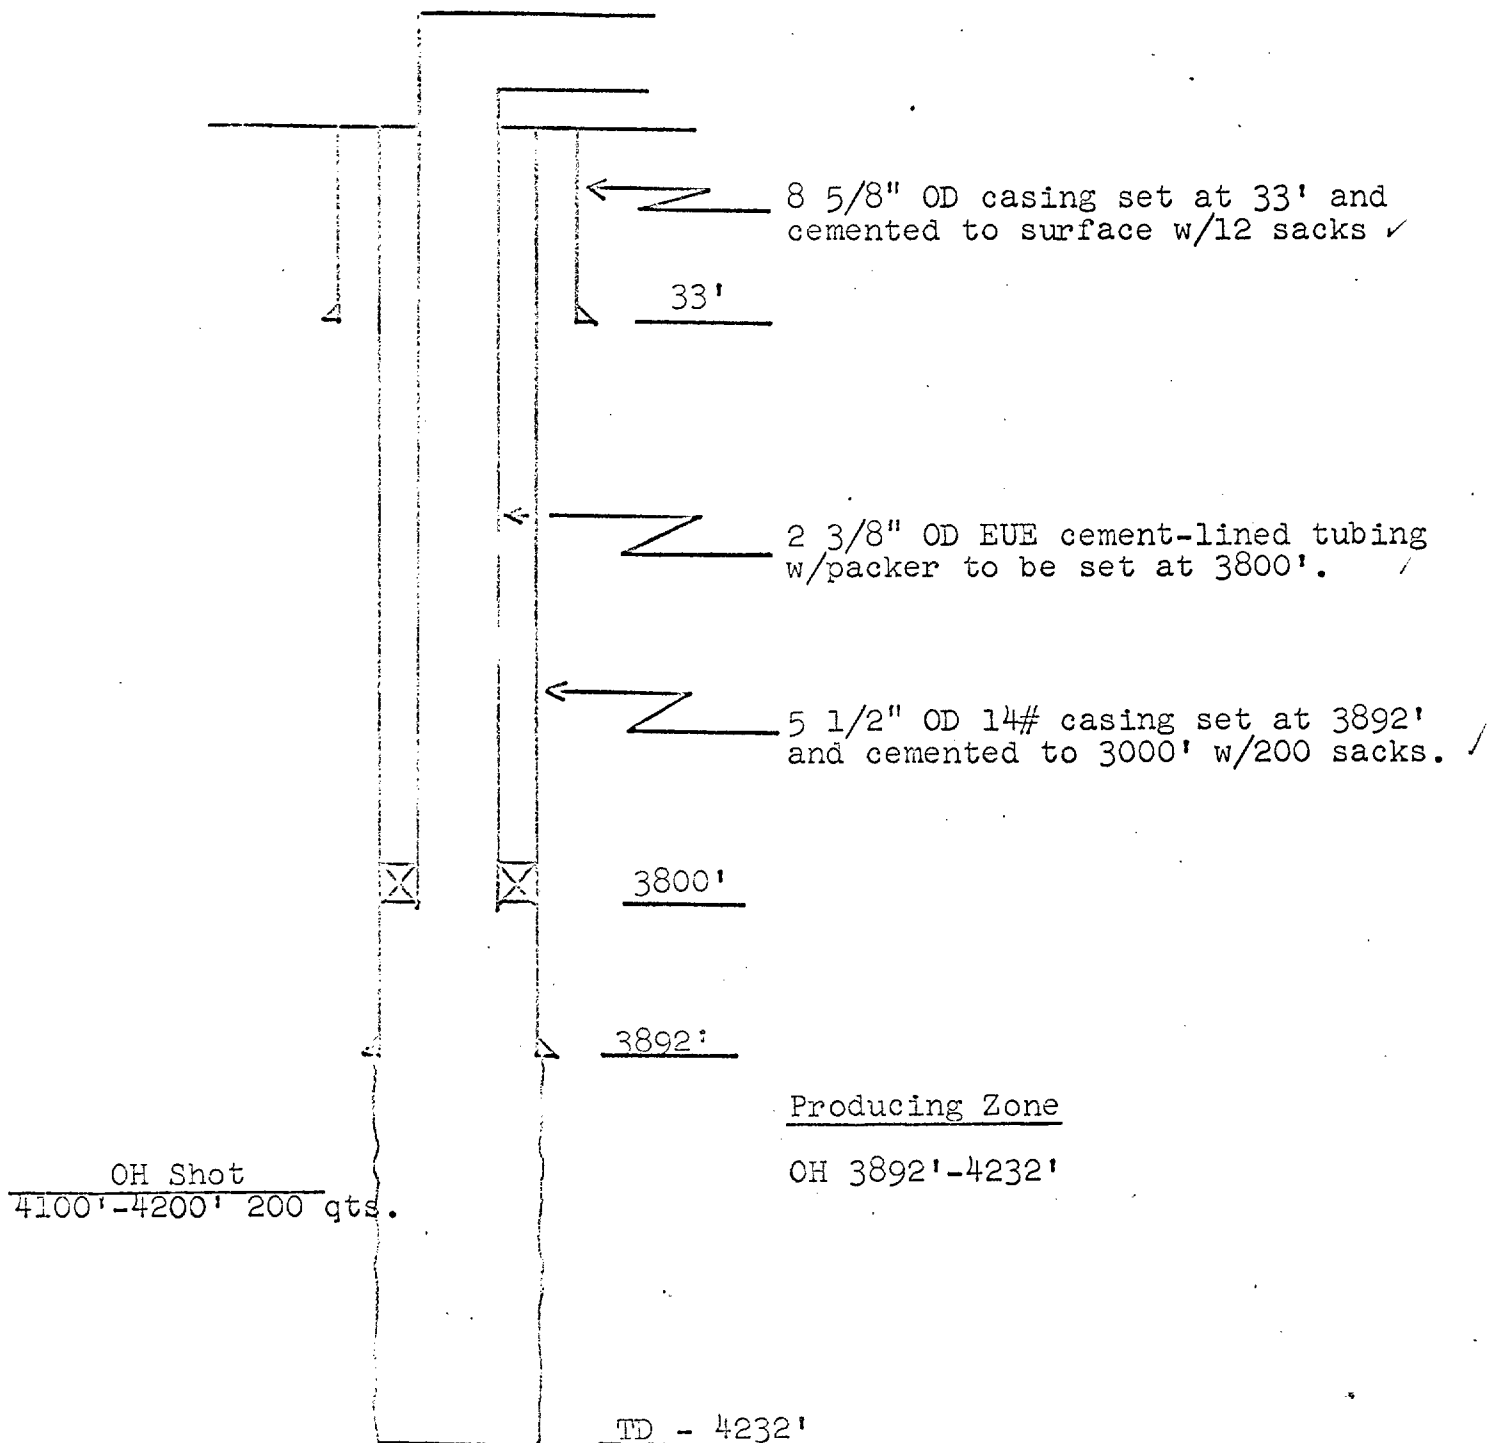 8 5/8" OD casing set at 33' and
cemented to surface w/12 sacks ✓
33'
2 3/8" OD EUE cement-lined tubing
w/packer to be set at 3800'.
5 1/2" OD 14# casing set at 3892'
and cemented to 3000' w/200 sacks.
3800'
3892'
Producing Zone
OH 3892'-4232'
OH Shot
4100'-4200' 200 qts.
TD - 4232'